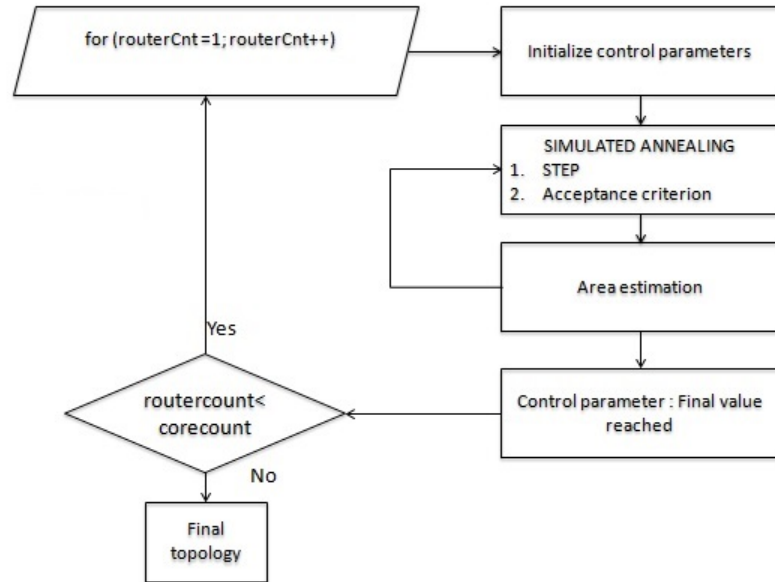 for (routerCnt =1; routerCnt++)
Initialize control parameters
SIMULATED ANNEALING
1. STEP
2. Acceptance criterion
Area estimation
Control parameter : Final value
reached
Yes
routercount<
corecount
No
Final
topology